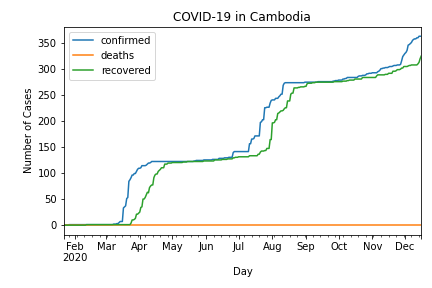 COVID-19 in Cambodia
confirmed
deaths
recovered
Number of Cases
350
300
250
200
150
100
50
0
Feb Mar Apr May Jun Jul Aug Sep Oct Nov Dec
2020
Day